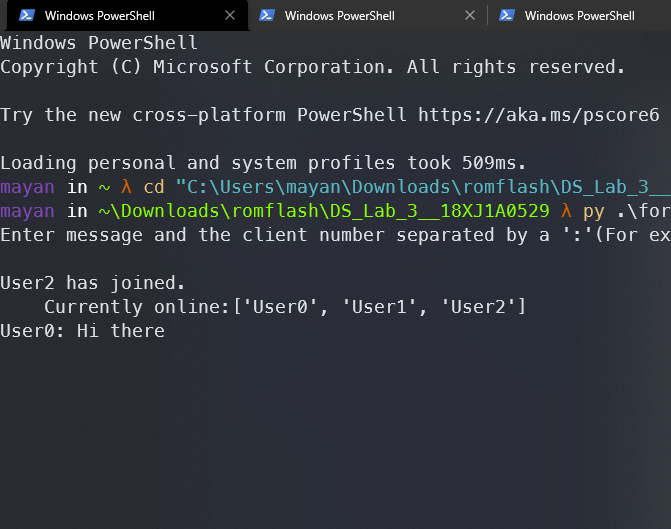 Windows PowerShell Windows PowerShell Windows PowerShell
Windows PowerShell
Copyright (C) Microsoft Corporation. All rights reserved.
Try the new cross-platform PowerShell https://aka.ms/pscore6
Loading personal and system profiles took 509ms.
mayan in ~ λ cd "C:\Users\mayan\Downloads\romflash\DS_Lab_3__
mayan in ~\Downloads\romflash\DS_Lab_3__18XJ1A0529 λ py .\for
Enter message and the client number separated by a ':'(For ex
User2 has joined.
Currently online:['User0', 'User1', 'User2']
User0: Hi there